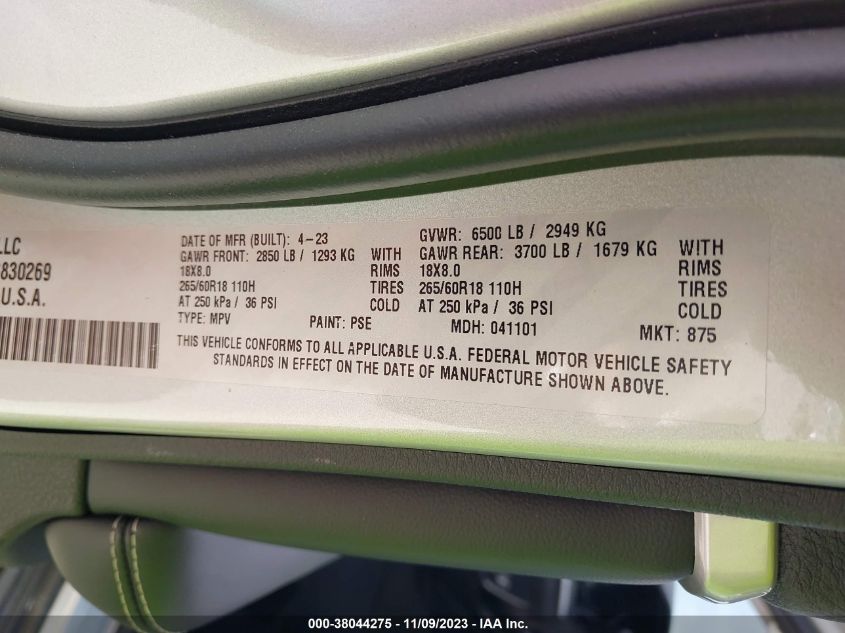 LLC
830269
U.S.A.
DATE OF MFR (BUILT): 4-23
GAWR FRONT: 2850 LB / 1293 KG WITH
18X8.0 RIMS
265/60R18 110H TIRES
AT 250 kPa / 36 PSI COLD
TYPE: MPV PAINT: PSE
GVWR: 6500 LB / 2949 KG
GAWR REAR: 3700 LB / 1679 KG WITH
18X8.0 RIMS
265/60R18 110H TIRES
AT 250 kPa / 36 PSI COLD
MDH: 041101 MKT: 875
THIS VEHICLE CONFORMS TO ALL APPLICABLE U.S.A. FEDERAL MOTOR VEHICLE SAFETY
STANDARDS IN EFFECT ON THE DATE OF MANUFACTURE SHOWN ABOVE.
000-38044275 - 11/09/2023 - IAA Inc.